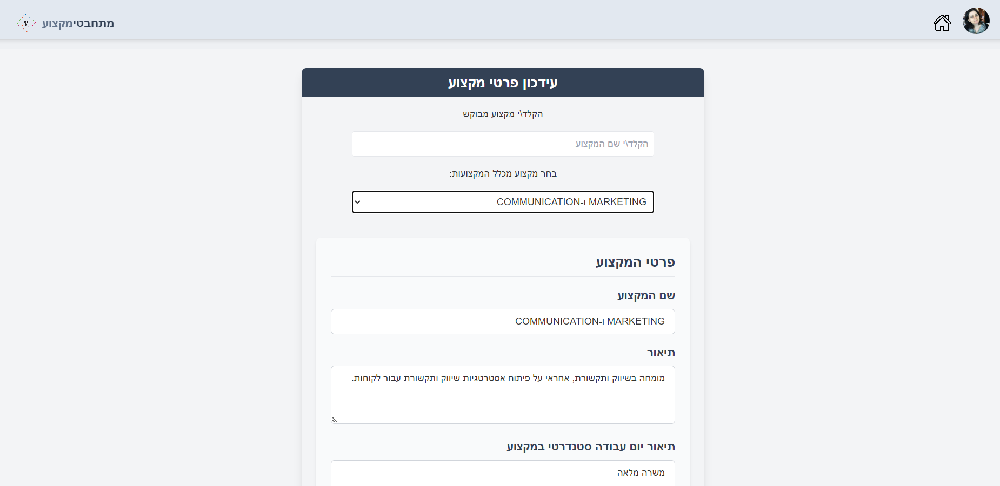 מתחבטימקצוע
עידכון פרטי מקצוע
הקלד\י מקצוע מבוקש
הקלד\י שם המקצוע
בחר מקצוע מכלל המקצועות:
MARKETING ו-COMMUNICATION
פרטי המקצוע
שם המקצוע
MARKETING ו-COMMUNICATION
תיאור
מומחה בשיווק ותקשורת, אחראי על פיתוח אסטרטגיות שיווק ותקשורת עבור לקוחות.
תיאור יום עבודה סטנדרטי במקצוע
משרה מלאה